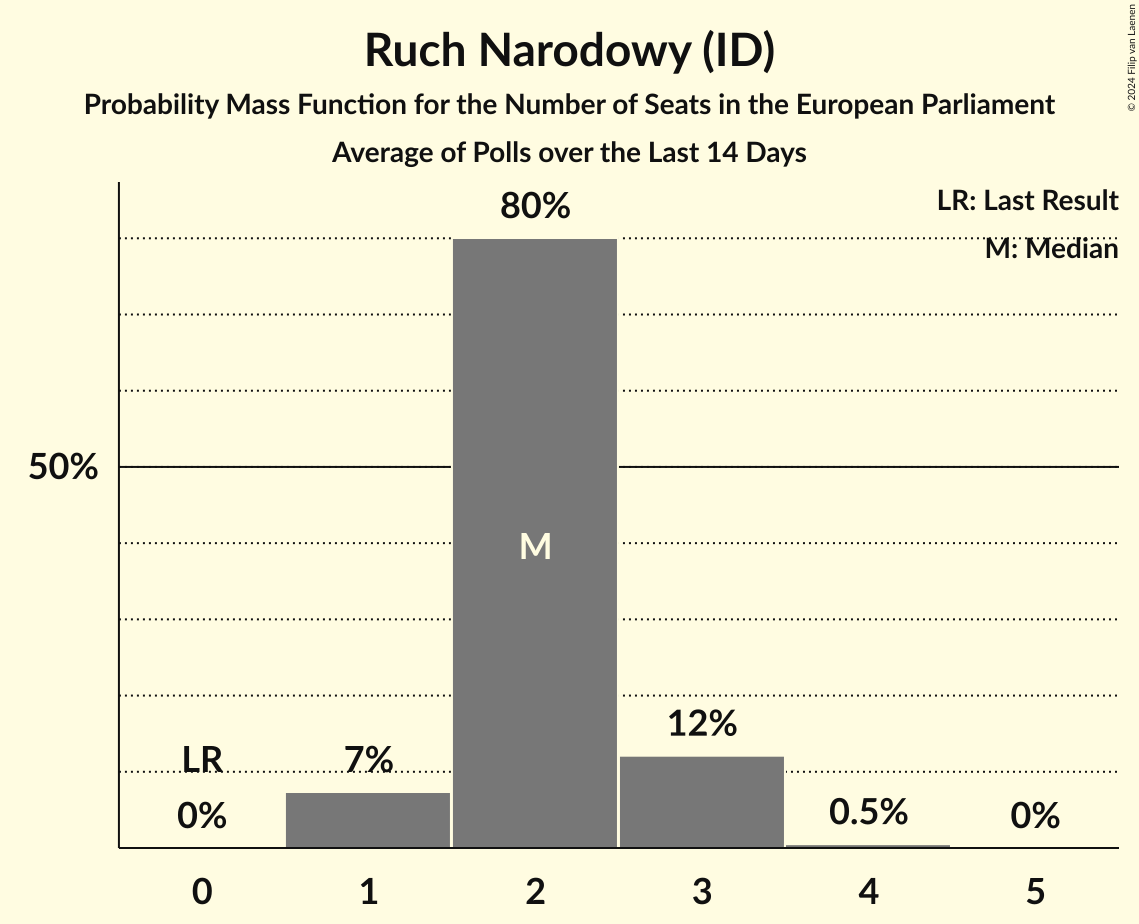 Ruch Narodowy (ID)
Probability Mass Function for the Number of Seats in the European Parliament
Average of Polls over the Last 14 Days
© 2024 Filip van Laenen
LR: Last Result
M: Median
80%
50%
M
12%
LR
7%
0%
0.5%
0%
0 1 2 3 4 5